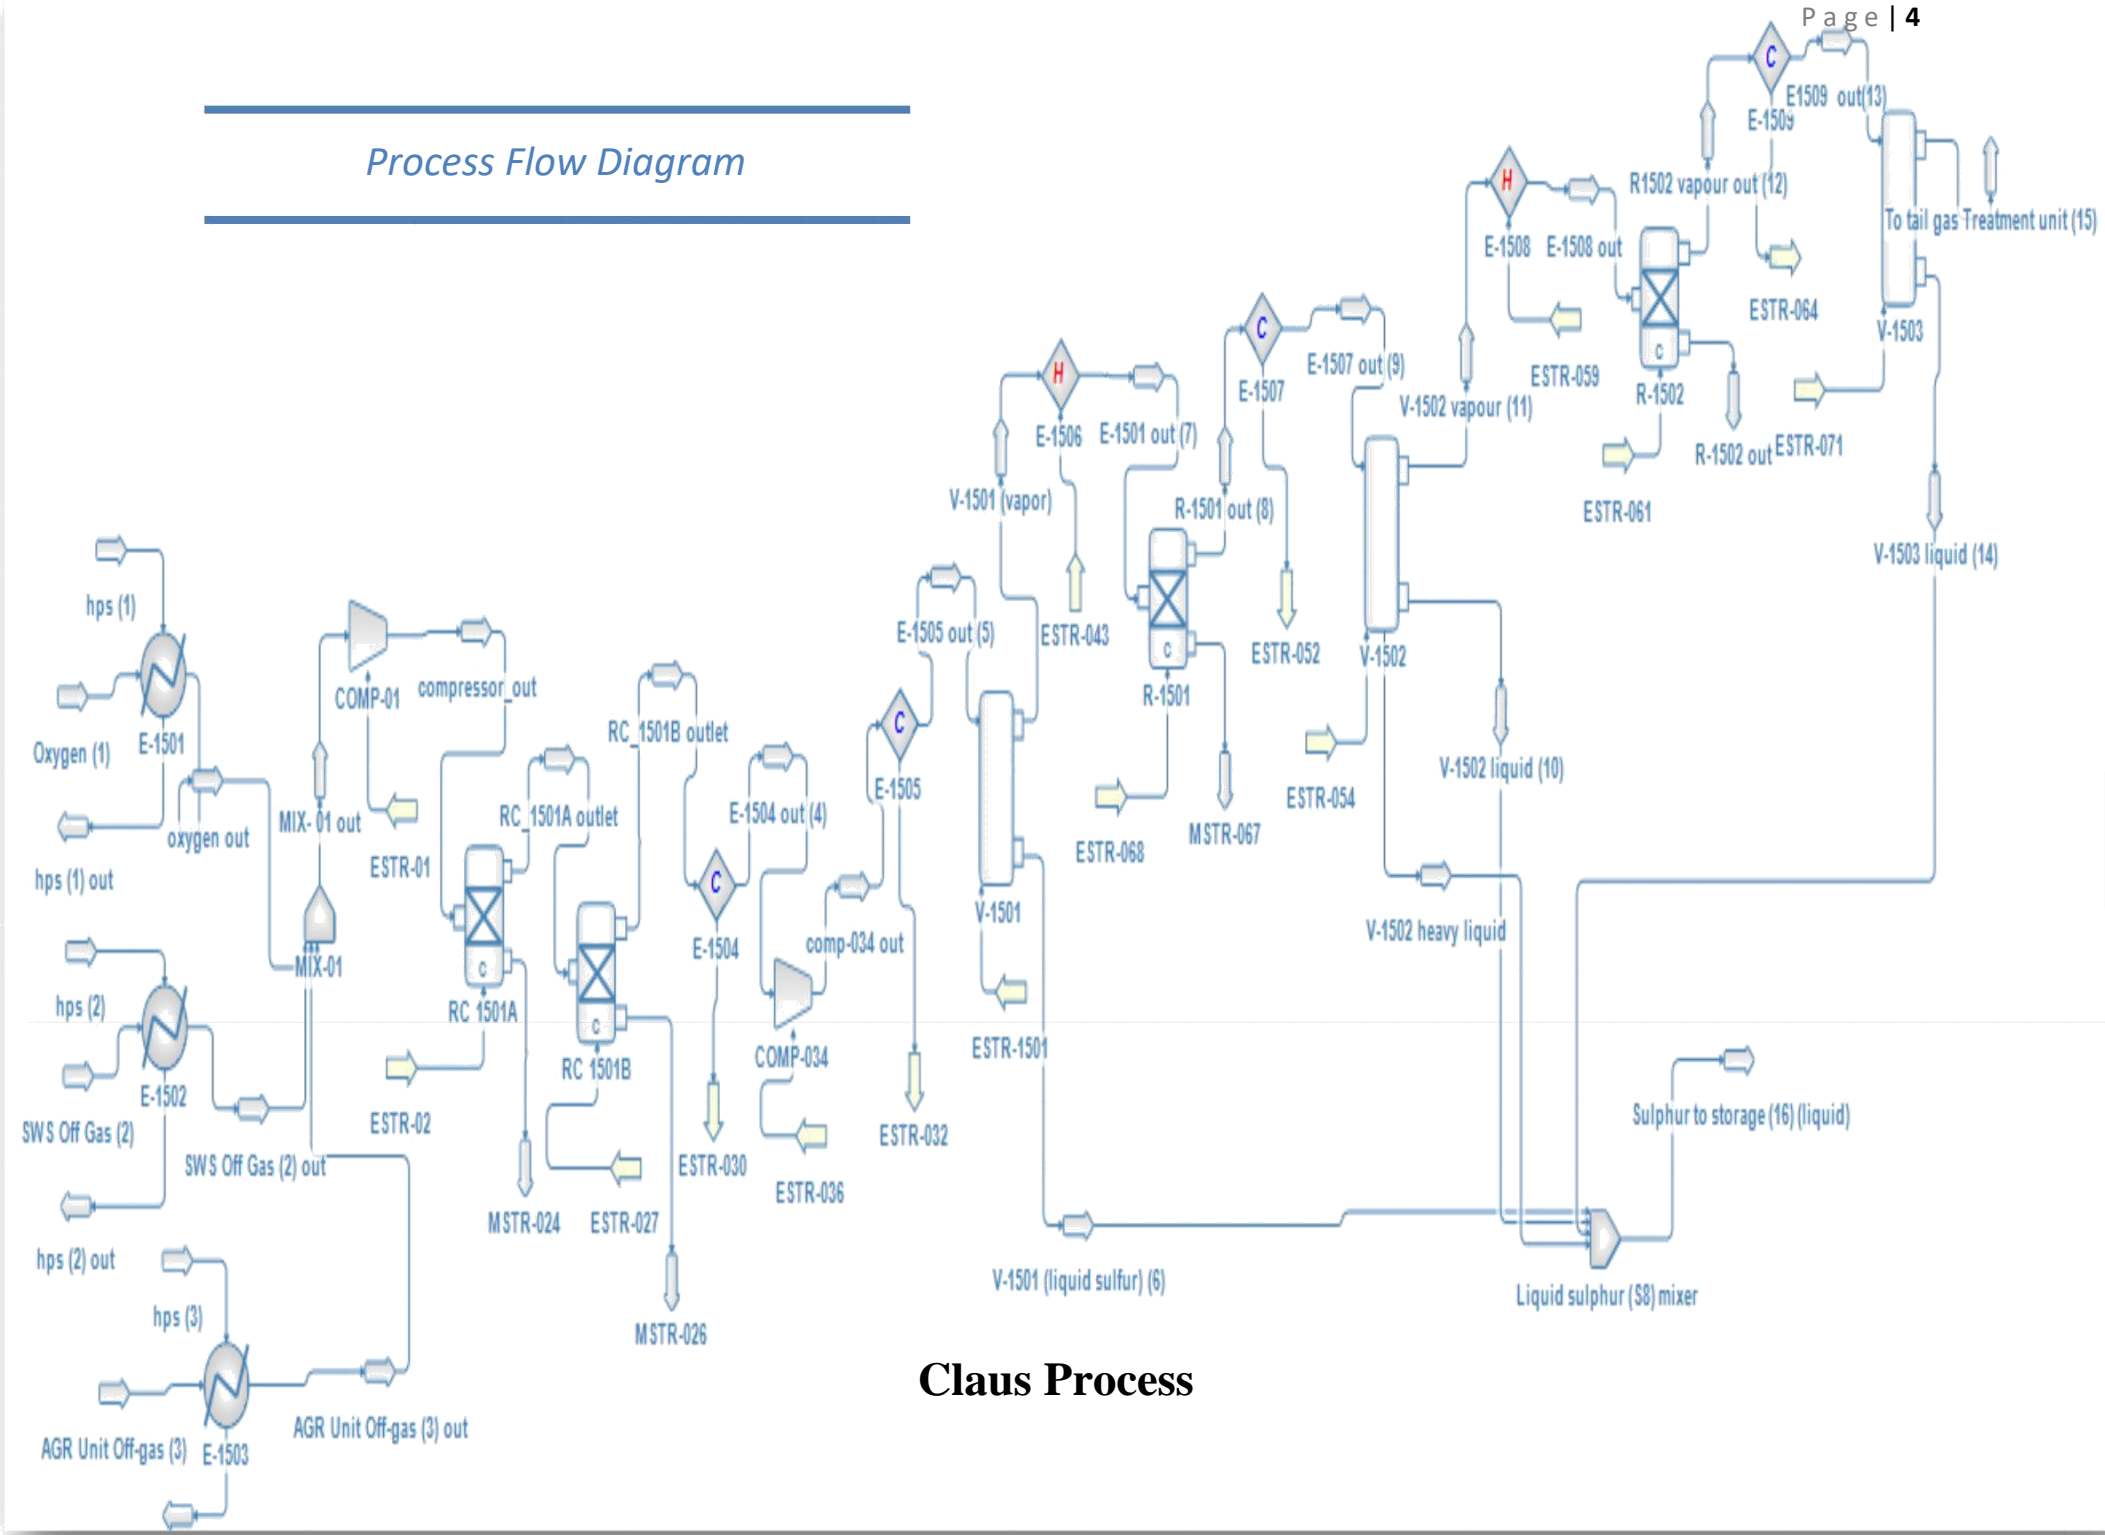 Page | 4
Process Flow Diagram
C
E1509 out(13)
E-1509
H
R1502 vapour out (12)
To tail gas Treatment unit (15)
E-1508
E-1508 out
ESTR-064
V-1503
C
E-1507 out (9)
ESTR-059
C
R-1502
E-1507
V-1502 vapour (11)
H
E-1506
E-1501 out (7)
R-1502 out
ESTR-071
V-1501 (vapor)
R-1501 out (8)
ESTR-061
V-1503 liquid (14)
hps (1)
E-1505 out (5)
ESTR-043
C
ESTR-052
V-1502
COMP-01
compressor_out
R-1501
Oxygen (1)
E-1501
RC_1501B outlet
C
V-1502 liquid (10)
E-1505
ESTR-054
oxygen out
MIX- 01 out
RC_1501A outlet
E-1504 out (4)
MSTR-067
ESTR-068
hps (1) out
ESTR-01
C
V-1501
V-1502 heavy liquid
E-1504
comp-034 out
MIX-01
C
hps (2)
RC 1501A
C
RC 1501B
COMP-034
ESTR-1501
E-1502
SWS Off Gas (2)
ESTR-02
ESTR-032
Sulphur to storage (16) (liquid)
SWS Off Gas (2) out
ESTR-030
ESTR-036
MSTR-024
ESTR-027
hps (2) out
V-1501 (liquid sulfur) (6)
Liquid sulphur (S8) mixer
hps (3)
MSTR-026
Claus Process
AGR Unit Off-gas (3)
E-1503
AGR Unit Off-gas (3) out